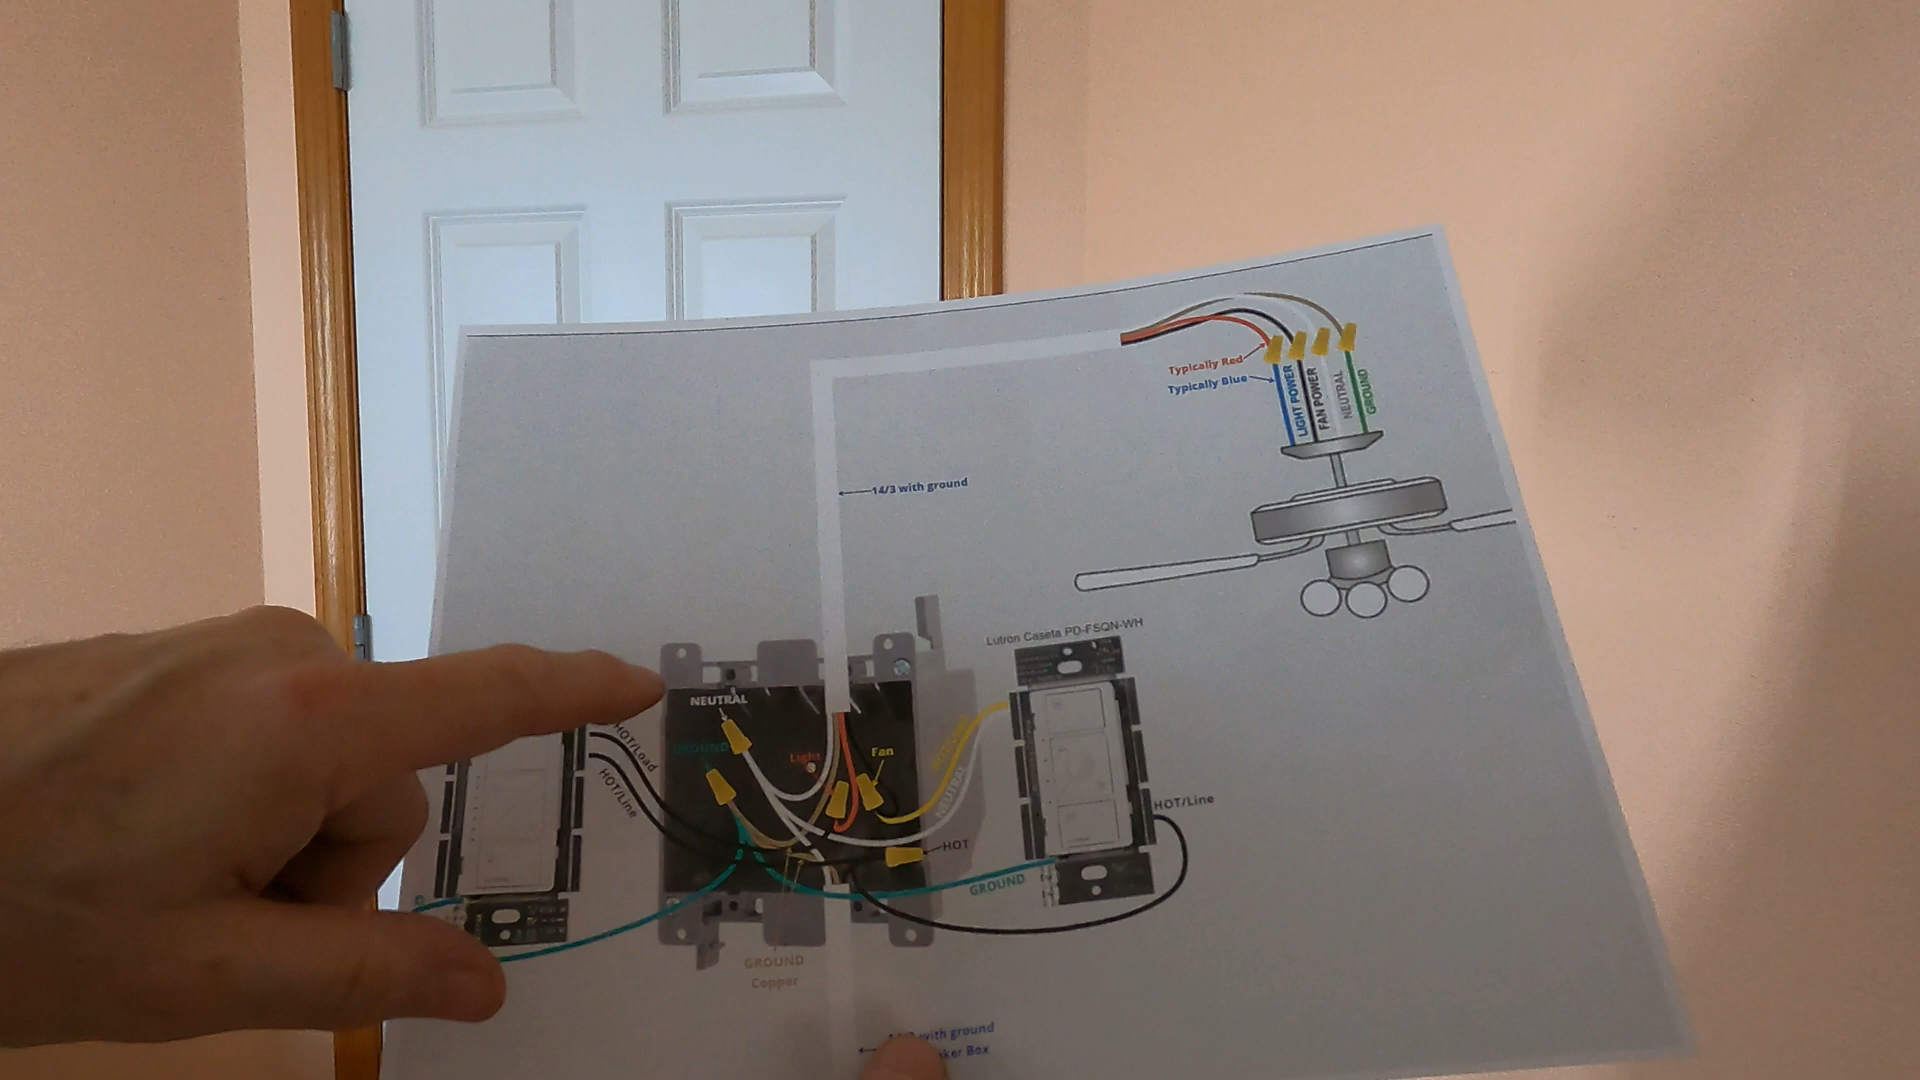 Typically Red
Typically Blue
LIGHT POWER
FAN POWER
NEUTRAL
GROUND
14/3 with ground
Lutron Caseta PD-FSQN-WH
NEUTRAL
GROUND
Light
Fan
HOT/Load
HOT/Line
NEUTRAL
HOT/Line
HOT
GROUND
GROUND
Copper
with ground
Box